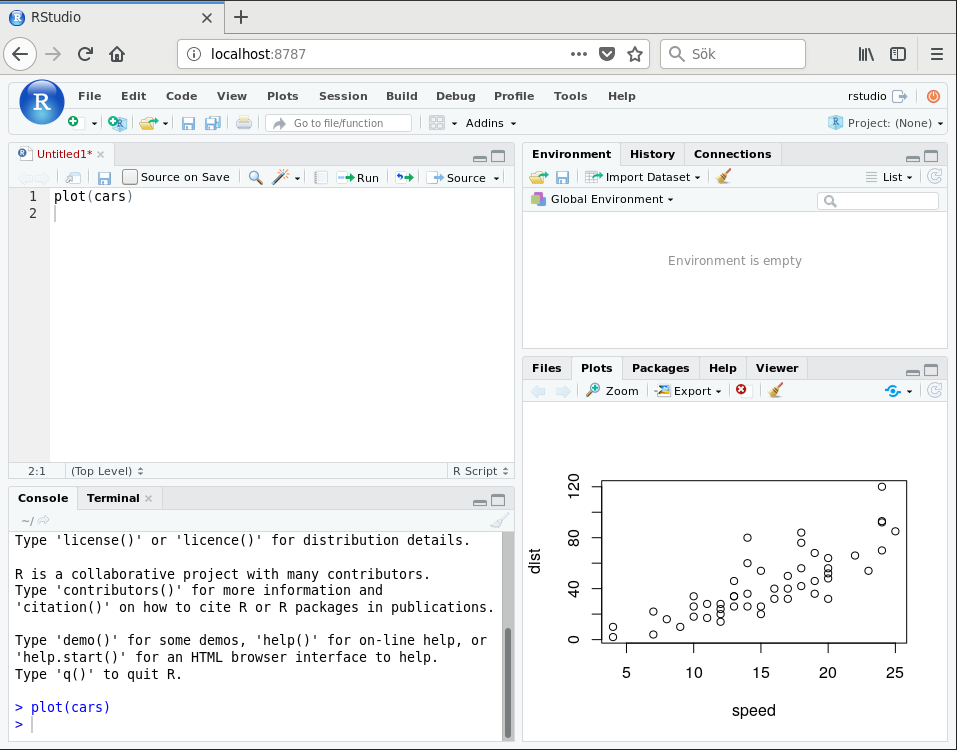 RStudio
localhost:8787
Sök
R
File Edit Code View Plots Session Build Debug Profile Tools Help
rstudio
Go to file/function
Addins
Project: (None)
Untitled1*
Source on Save
Run
Source
1 plot(cars)
2
2:1 (Top Level) R Script
Console Terminal
~/
Type 'license()' or 'licence()' for distribution details.
R is a collaborative project with many contributors.
Type 'contributors()' for more information and
'citation()' on how to cite R or R packages in publications.
Type 'demo()' for some demos, 'help()' for on-line help, or
'help.start()' for an HTML browser interface to help.
Type 'q()' to quit R.
> plot(cars)
>
Environment History Connections
Import Dataset List
Global Environment
Environment is empty
Files Plots Packages Help Viewer
Zoom Export
120
80
40
0
dist
5 10 15 20 25
speed